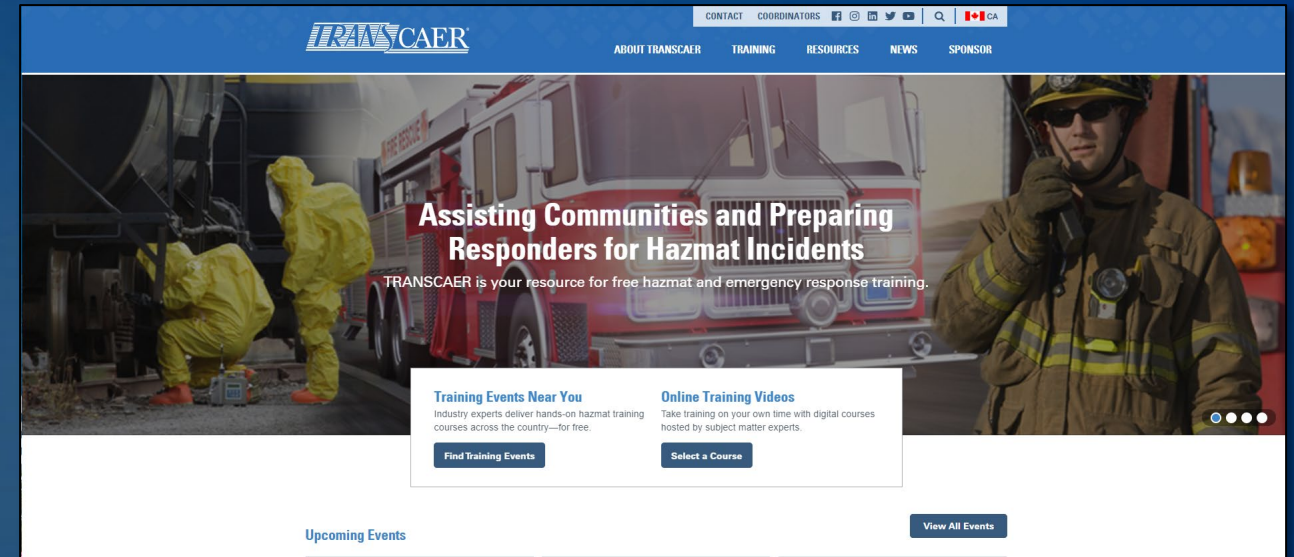 CONTACT COORDINATORS CA
TRANSCAER
ABOUT TRANSCAER TRAINING RESOURCES NEWS SPONSOR
FIRE RESCUE
Assisting Communities and Preparing
Responders for Hazmat Incidents
TRANSCAER is your resource for free hazmat and emergency response training.
Training Events Near You
Industry experts deliver hands-on hazmat training
courses across the country—for free.
Find Training Events
Online Training Videos
Take training on your own time with digital courses
hosted by subject matter experts.
Select a Course
Upcoming Events
View All Events